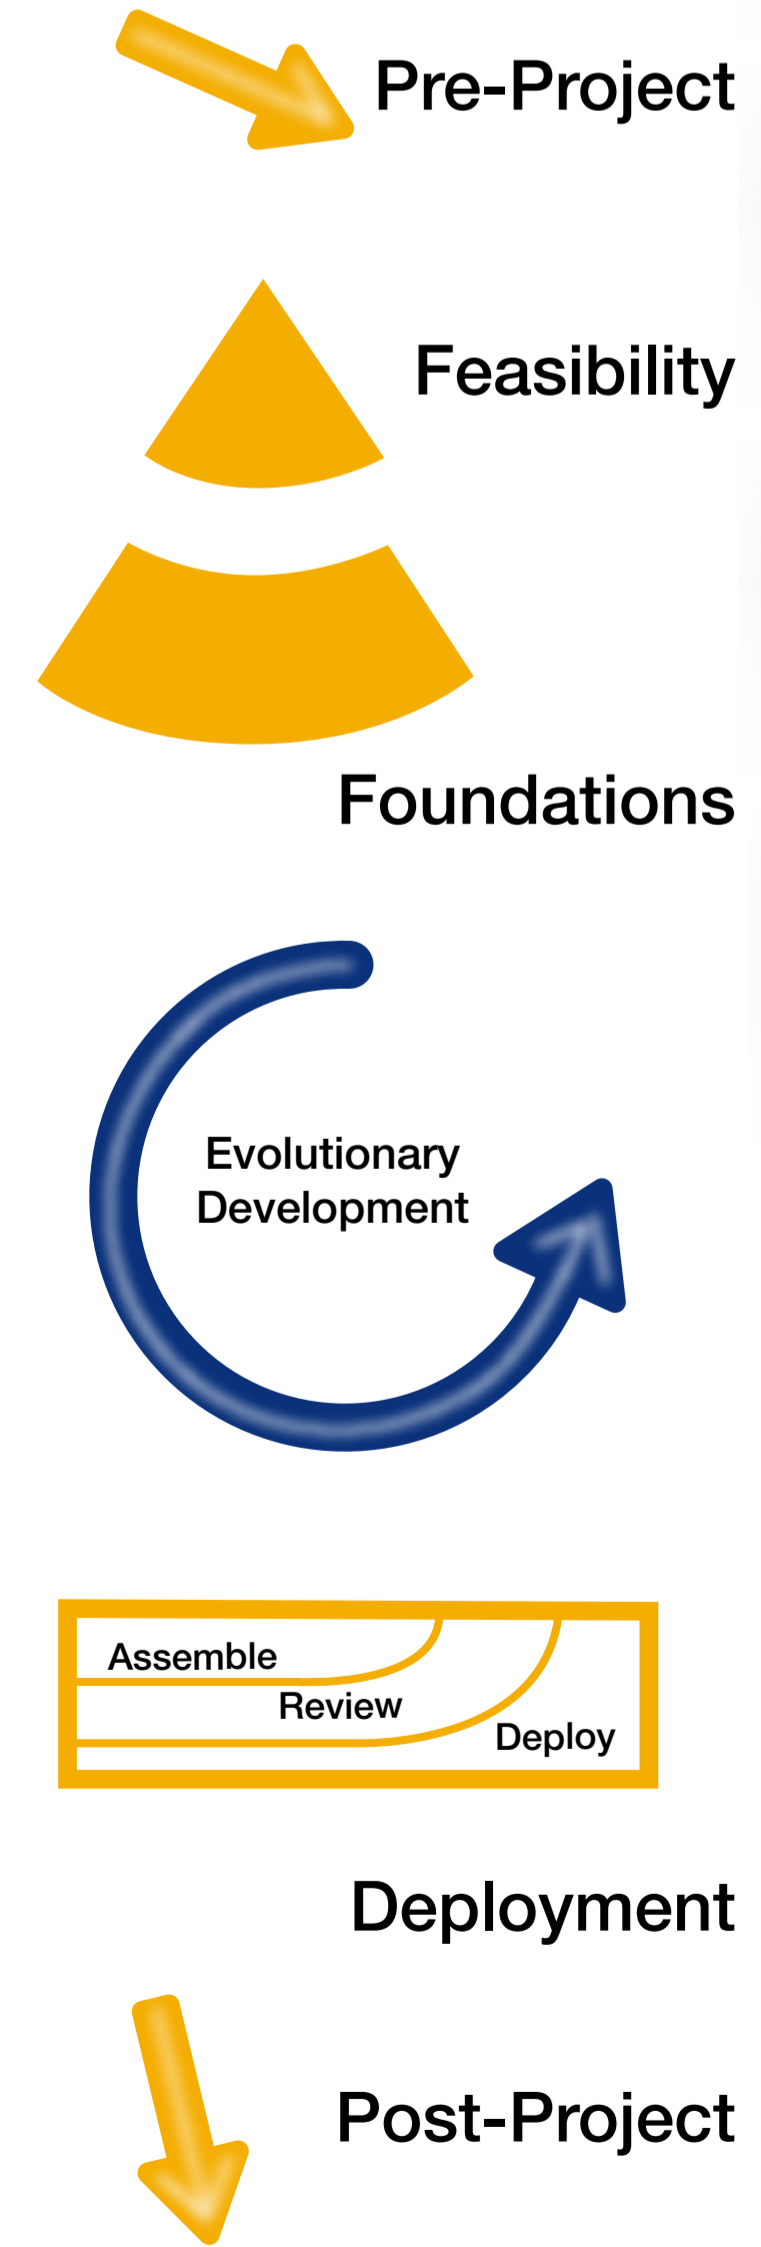 Pre-Project
Feasibility
Foundations
Evolutionary
Development
Assemble
Review
Deploy
Deployment
Post-Project